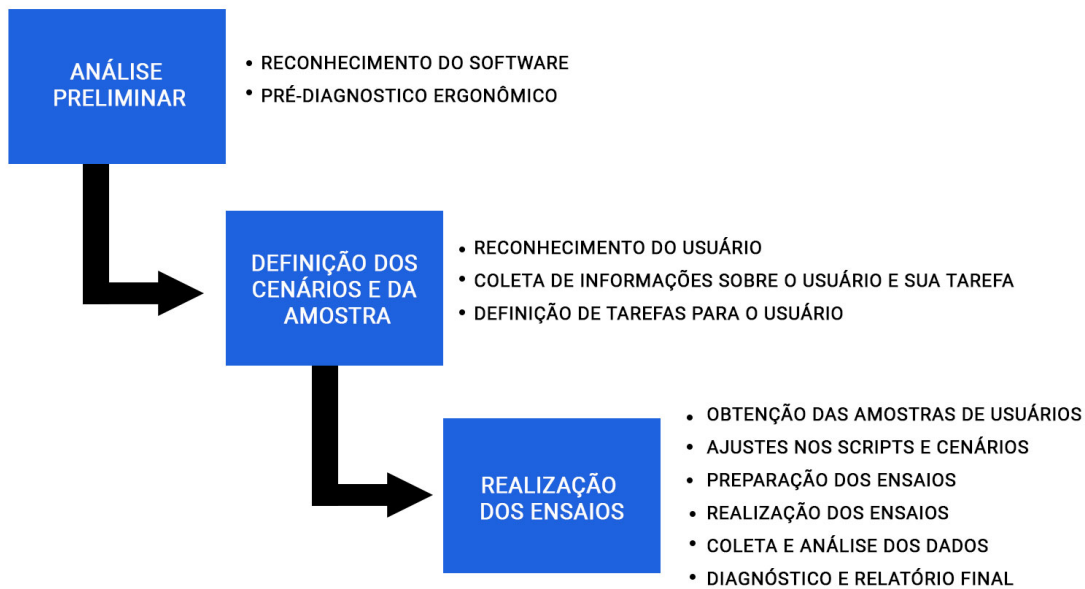 ANÁLISE
PRELIMINAR
• RECONHECIMENTO DO SOFTWARE
• PRÉ-DIAGNOSTICO ERGONÔMICO
DEFINIÇÃO DOS
CENÁRIOS E DA
AMOSTRA
• RECONHECIMENTO DO USUÁRIO
• COLETA DE INFORMAÇÕES SOBRE O USUÁRIO E SUA TAREFA
• DEFINIÇÃO DE TAREFAS PARA O USUÁRIO
REALIZAÇÃO
DOS ENSAIOS
• OBTENÇÃO DAS AMOSTRAS DE USUÁRIOS
• AJUSTES NOS SCRIPTS E CENÁRIOS
• PREPARAÇÃO DOS ENSAIOS
• REALIZAÇÃO DOS ENSAIOS
• COLETA E ANÁLISE DOS DADOS
• DIAGNÓSTICO E RELATÓRIO FINAL